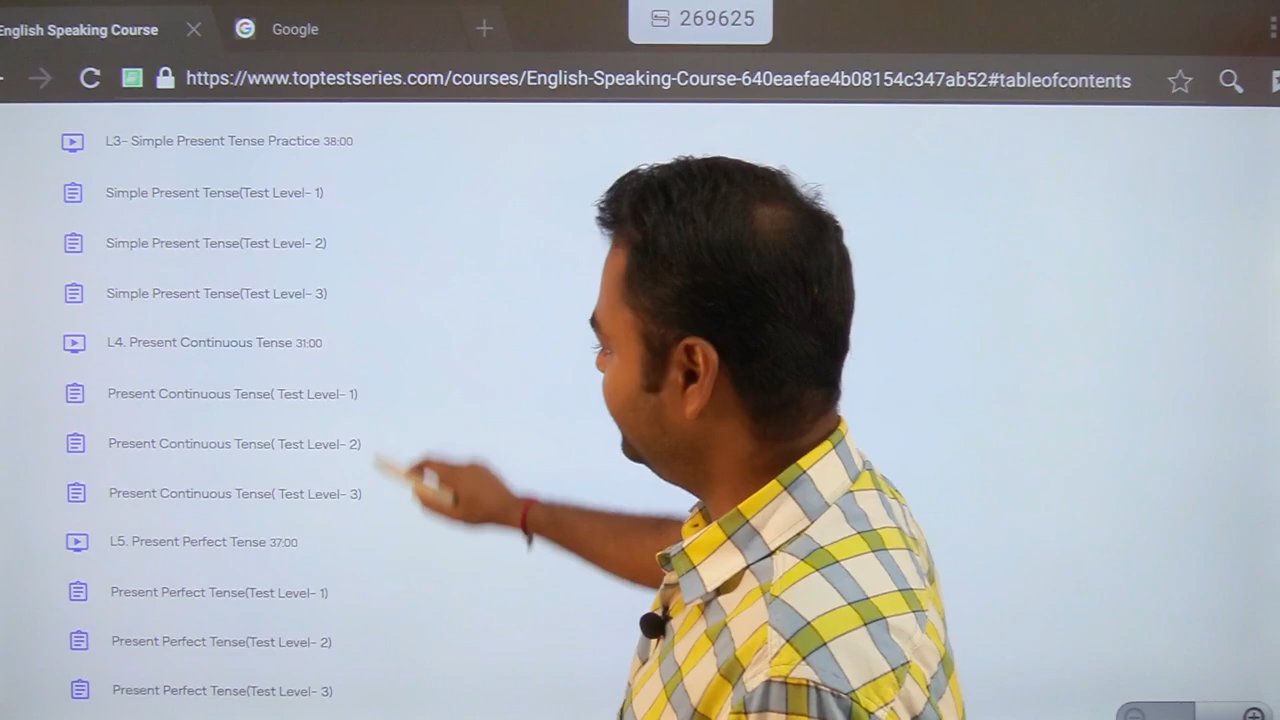 English Speaking Course
Google
269625
https://www.toptestseries.com/courses/English-Speaking-Course-640eaefae4b08154c347ab52#tableofcontents
L3- Simple Present Tense Practice 38:00
Simple Present Tense(Test Level- 1)
Simple Present Tense(Test Level- 2)
Simple Present Tense(Test Level- 3)
L4. Present Continuous Tense 31:00
Present Continuous Tense( Test Level- 1)
Present Continuous Tense( Test Level- 2)
Present Continuous Tense( Test Level- 3)
L5. Present Perfect Tense 37:00
Present Perfect Tense(Test Level- 1)
Present Perfect Tense(Test Level- 2)
Present Perfect Tense(Test Level- 3)